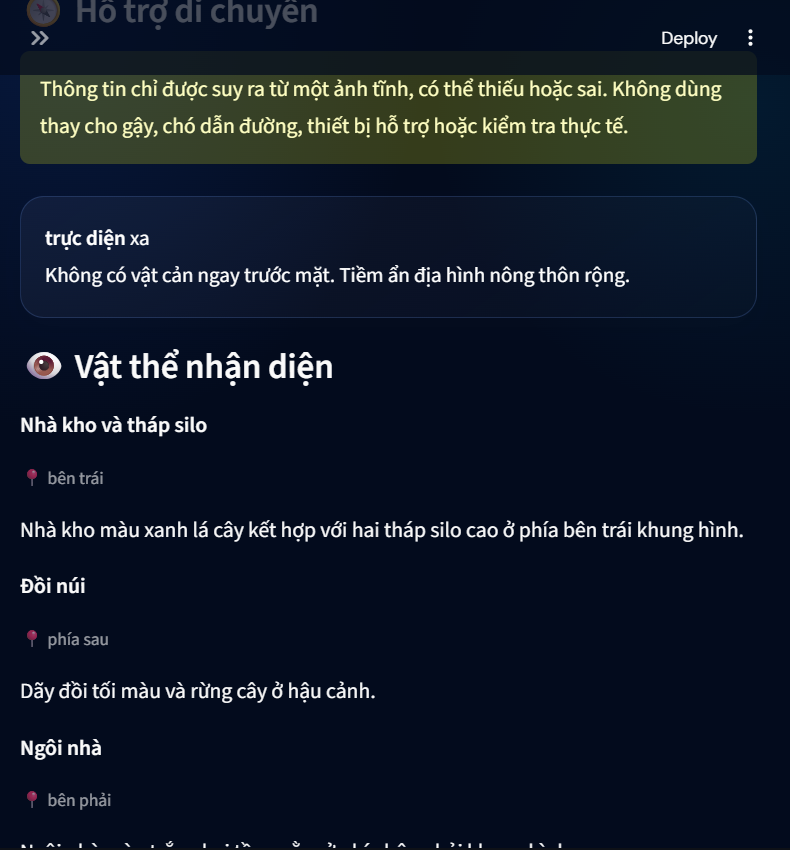 Hỗ trợ di chuyển
Deploy
Thông tin chỉ được suy ra từ một ảnh tĩnh, có thể thiếu hoặc sai. Không dùng
thay cho gậy, chó dẫn đường, thiết bị hỗ trợ hoặc kiểm tra thực tế.
trực diện xa
Không có vật cản ngay trước mặt. Tiềm ẩn địa hình nông thôn rộng.
Vật thể nhận diện
Nhà kho và tháp silo
bên trái
Nhà kho màu xanh lá cây kết hợp với hai tháp silo cao ở phía bên trái khung hình.
Đồi núi
phía sau
Dãy đồi tối màu và rừng cây ở hậu cảnh.
Ngôi nhà
bên phải